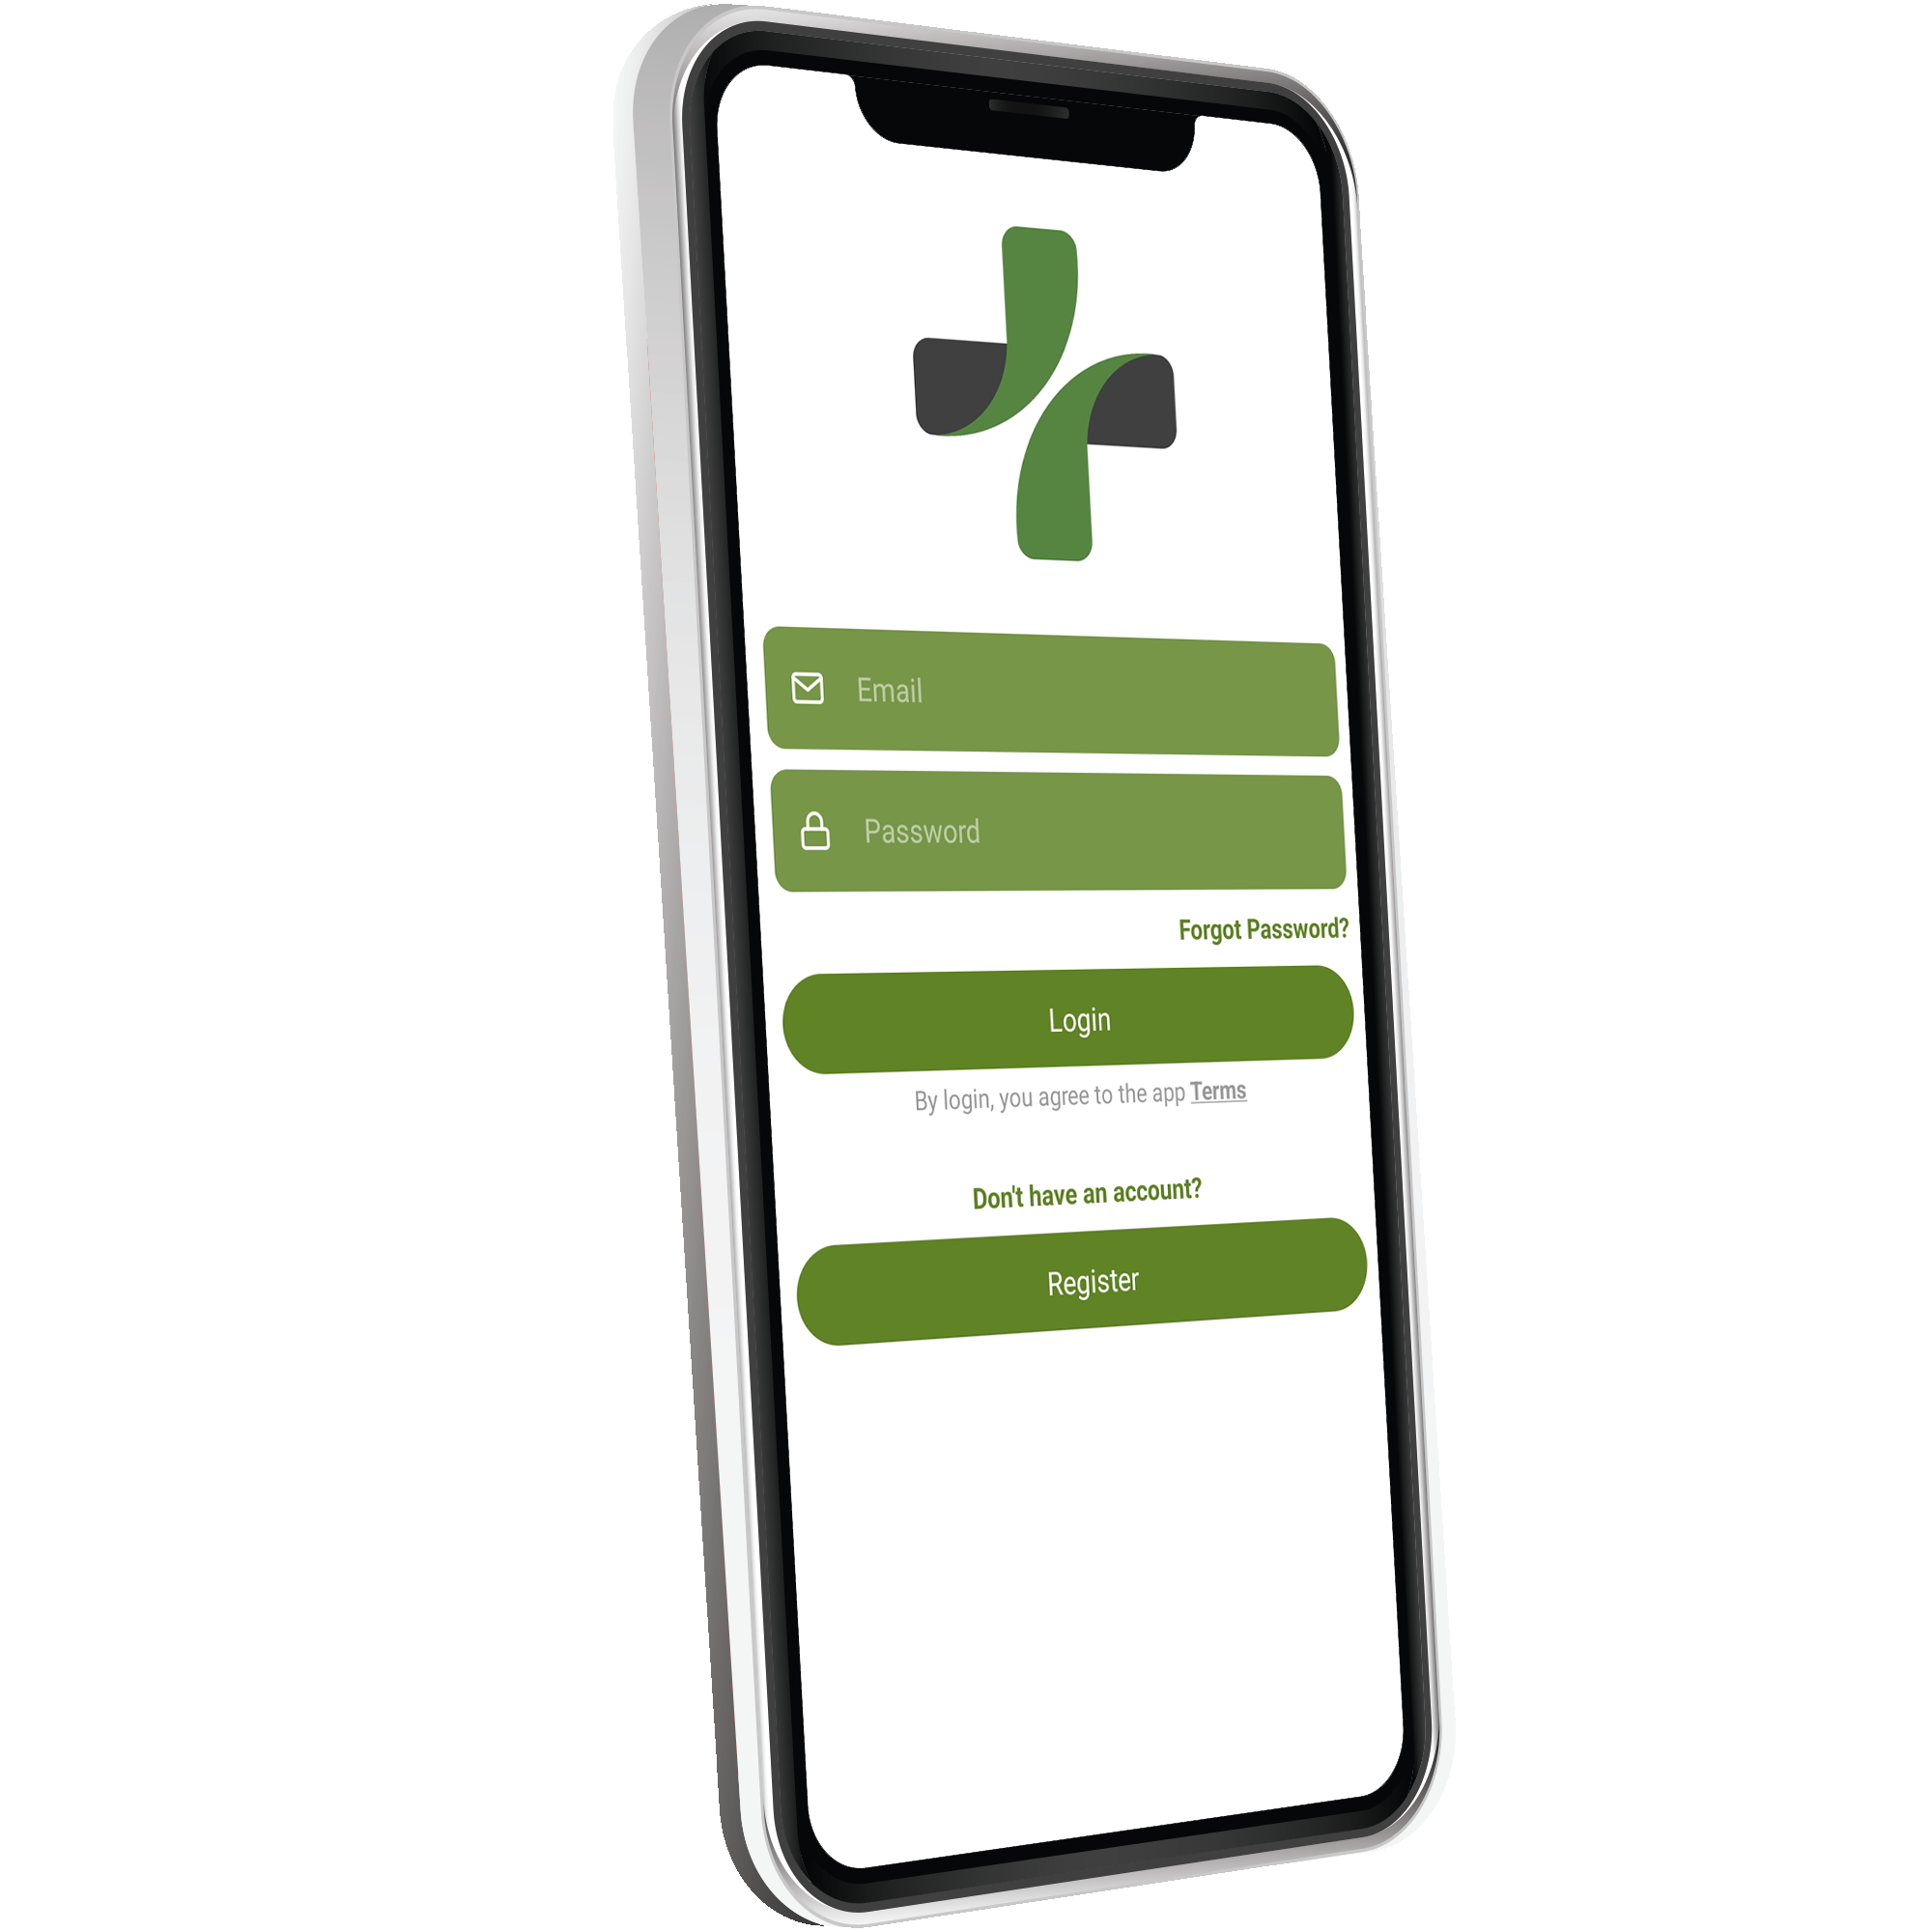 Email
Password
Forgot Password?
Login
By login, you agree to the app Terms
Don't have an account?
Register